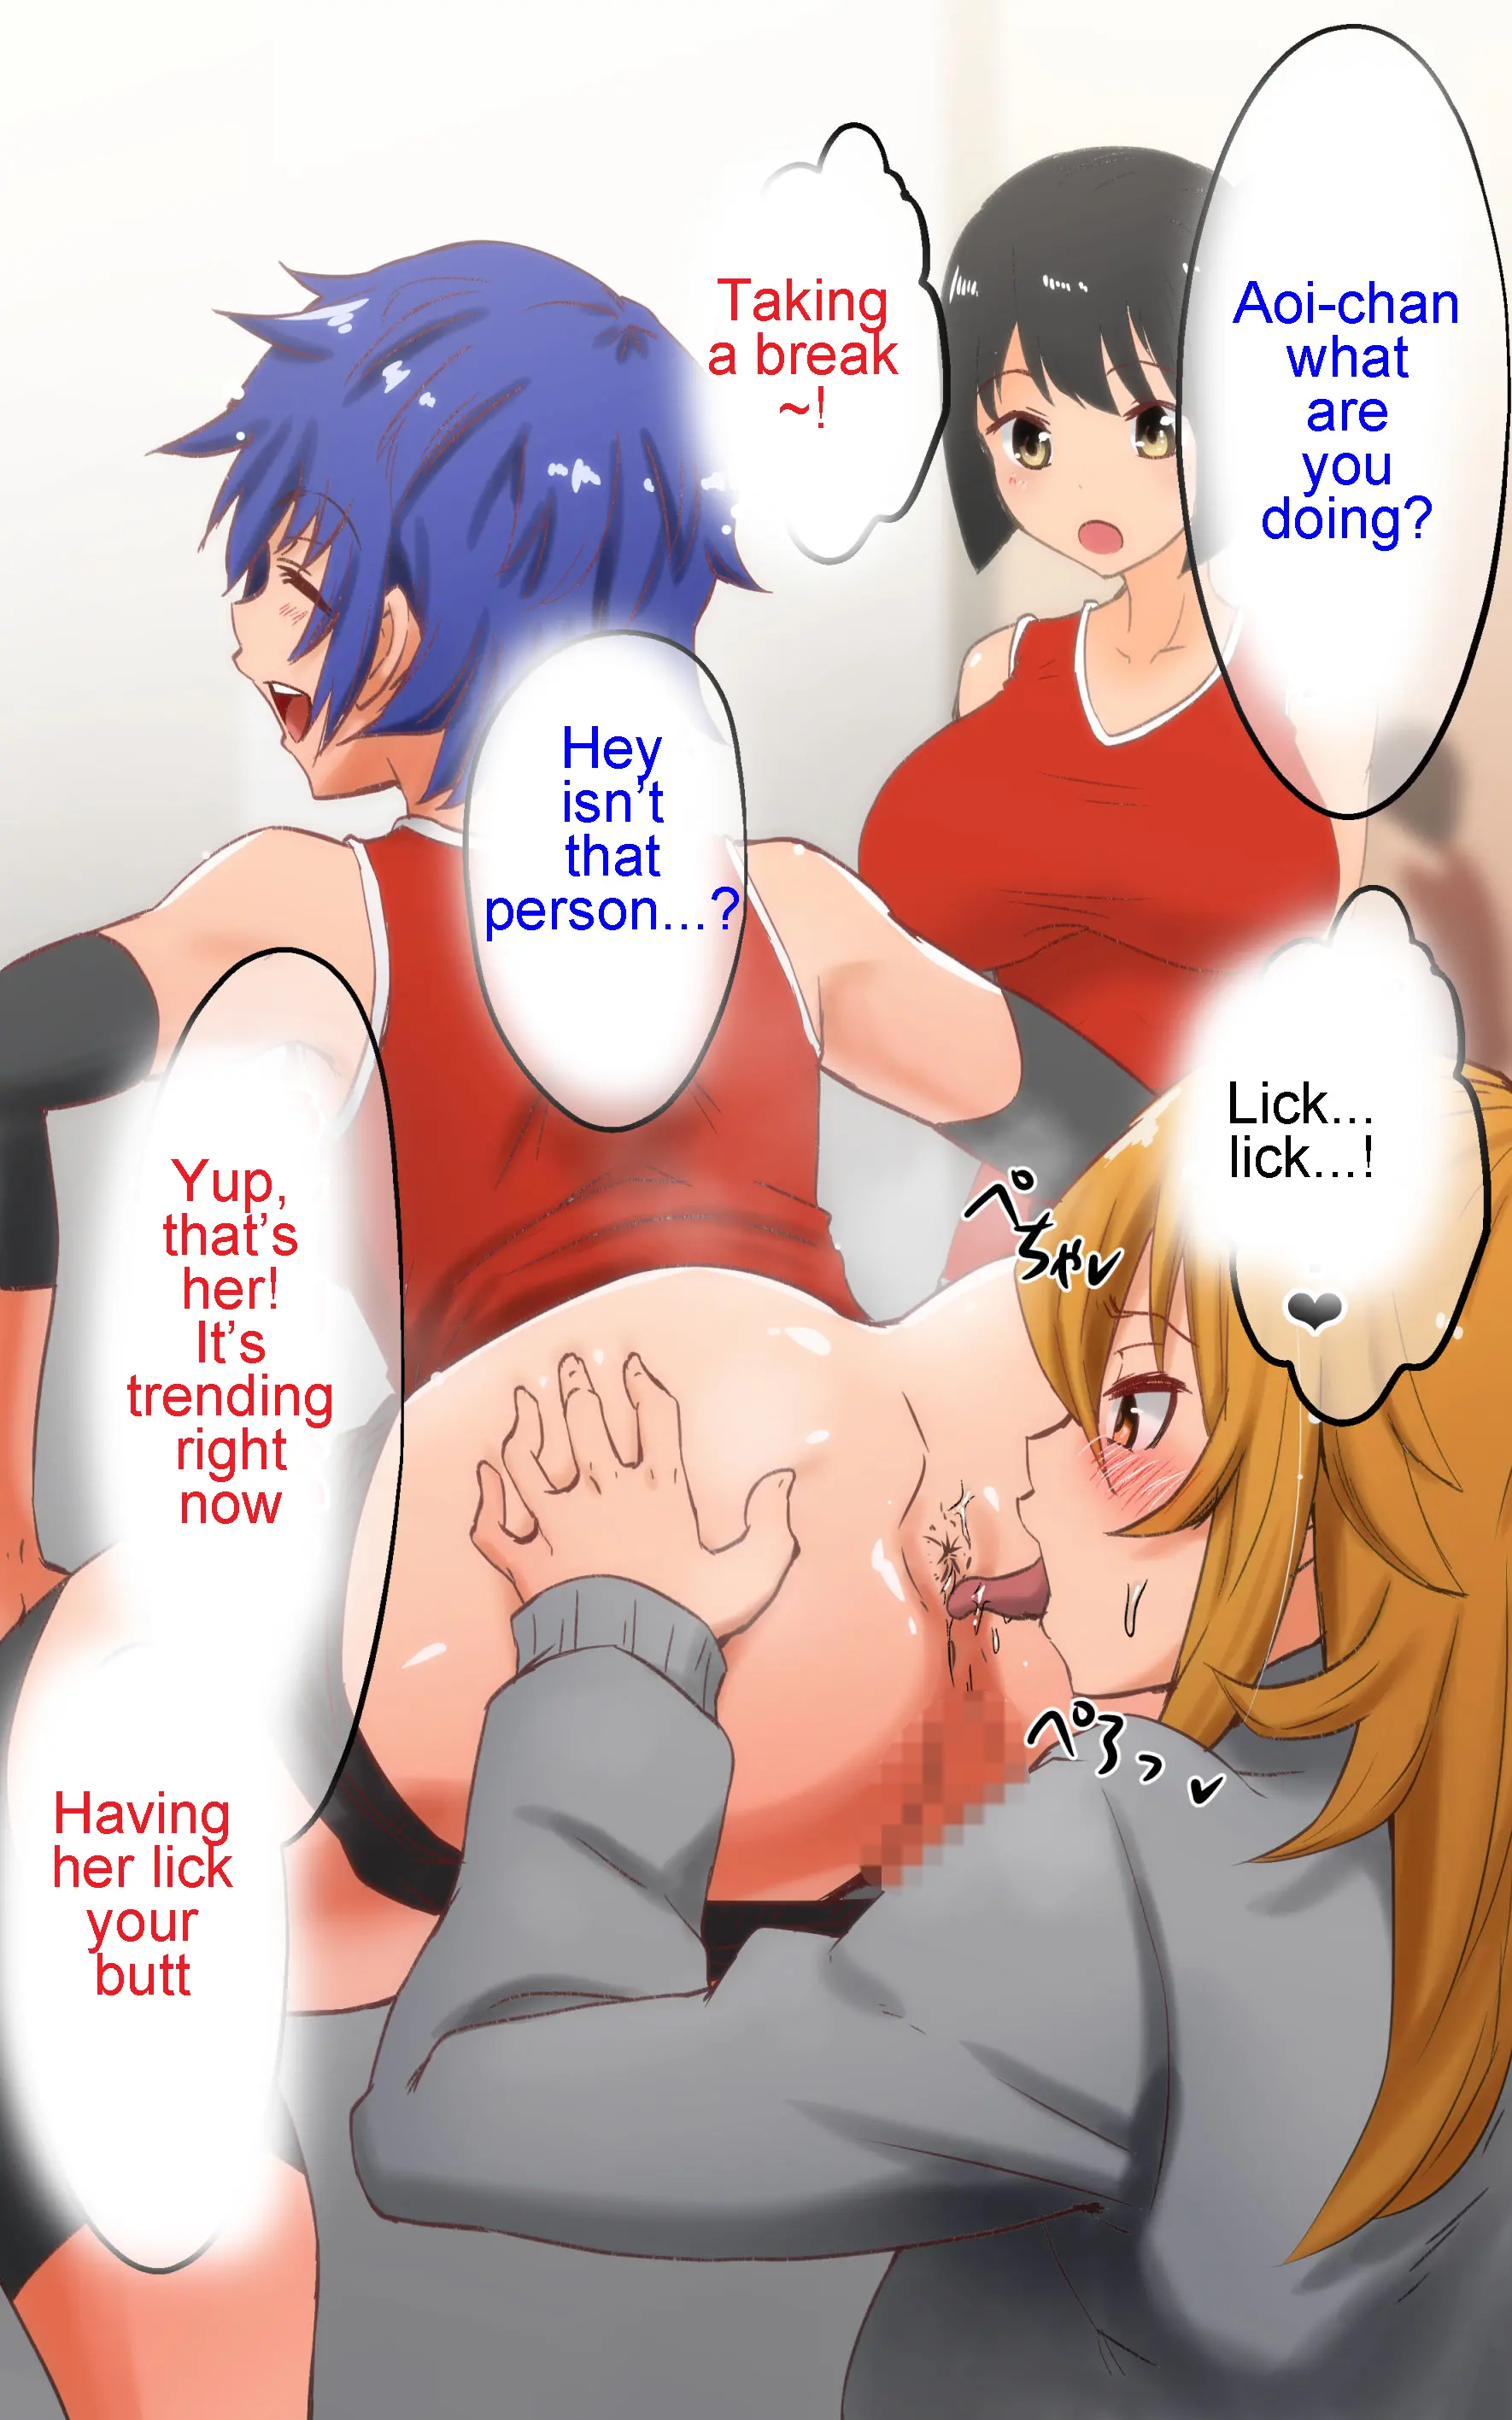 Aoi-chan
what
are
you
doing?
Taking
a break
~!
Hey
isn't
that
person...?
Yup,
that's
her!
It's
trending
right
now
Having
her lick
your
butt
Lick...
lick...!
❤
ぺちゃ
ぺろっ